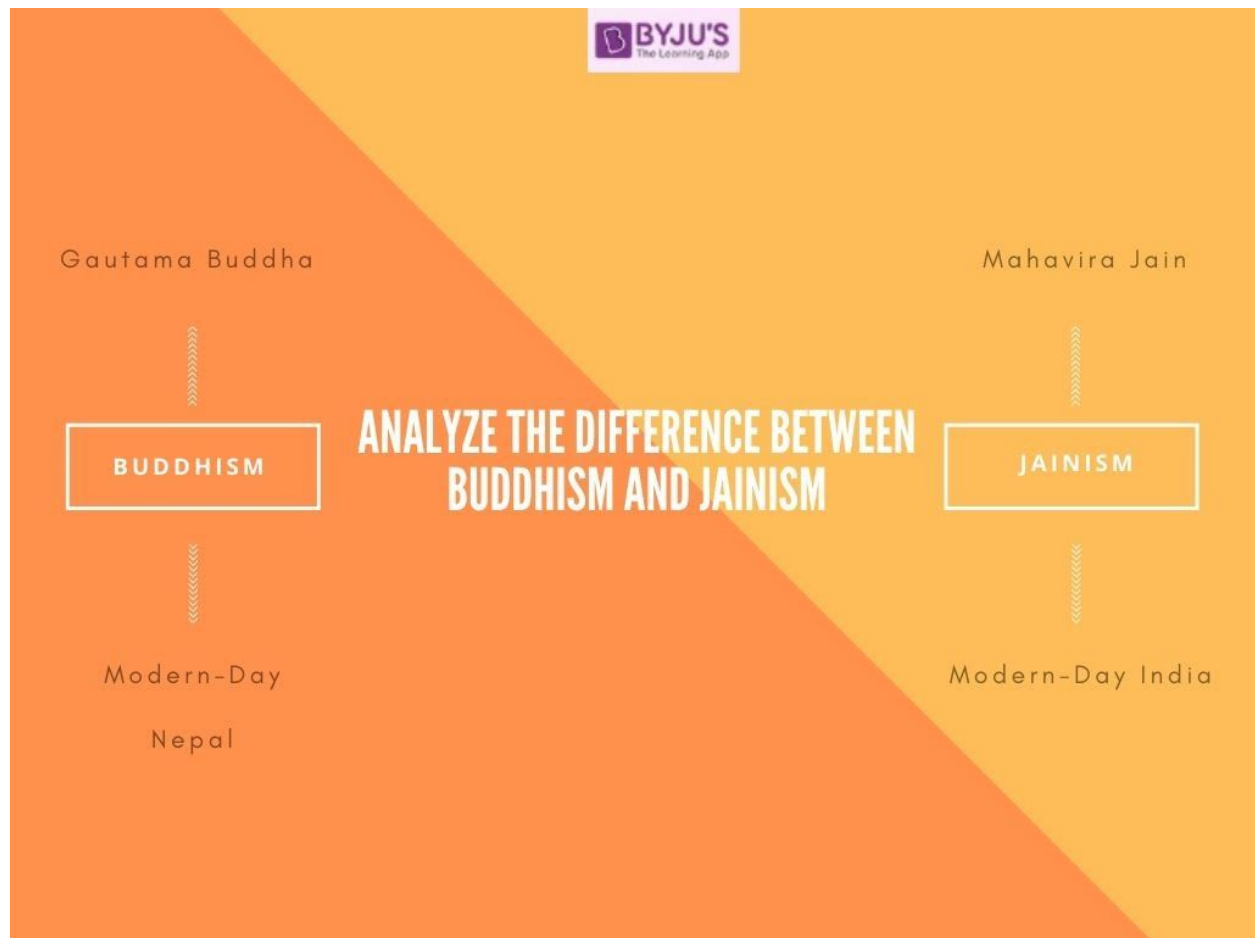 BYJU'S
The Learning App
Gautama Buddha
Mahavira Jain
ANALYZE THE DIFFERENCE BETWEEN
BUDDHISM AND JAINISM
BUDDHISM
JAINISM
Modern-Day
Nepal
Modern-Day India